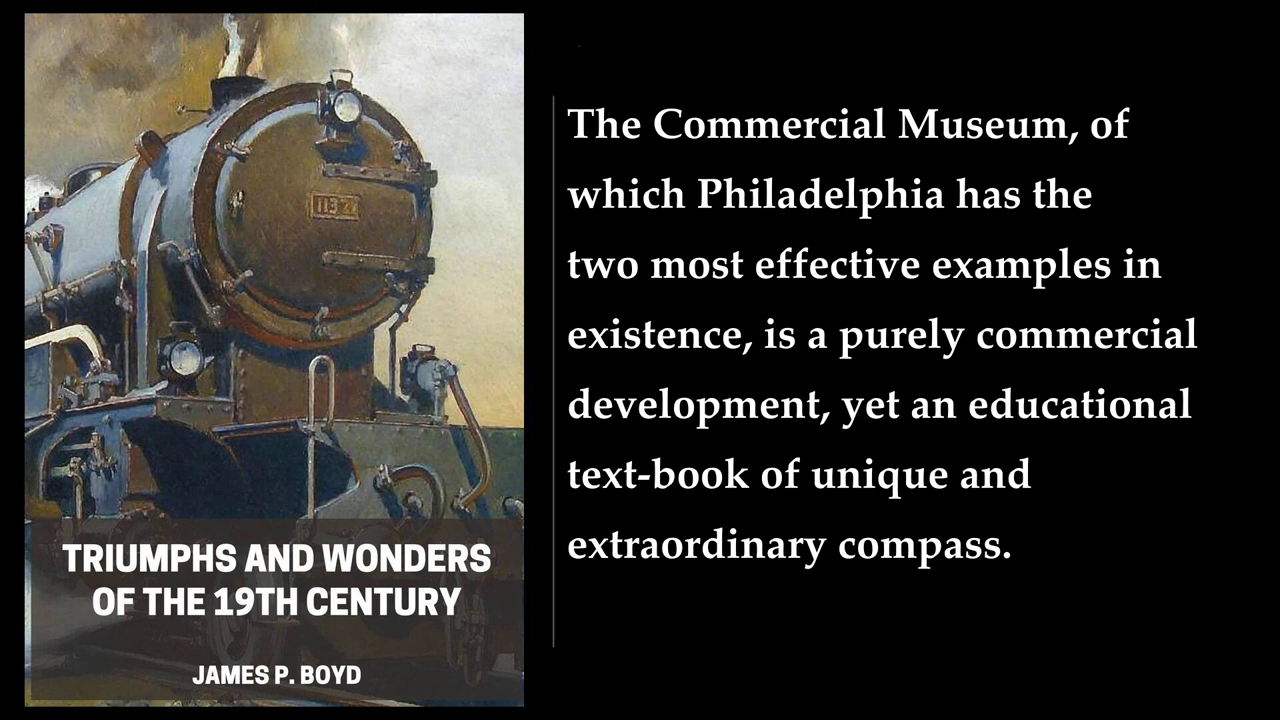 The Commercial Museum, of
which Philadelphia has the
two most effective examples in
existence, is a purely commercial
development, yet an educational
text-book of unique and
extraordinary compass.
TRIUMPHS AND WONDERS
OF THE 19TH CENTURY
JAMES P. BOYD